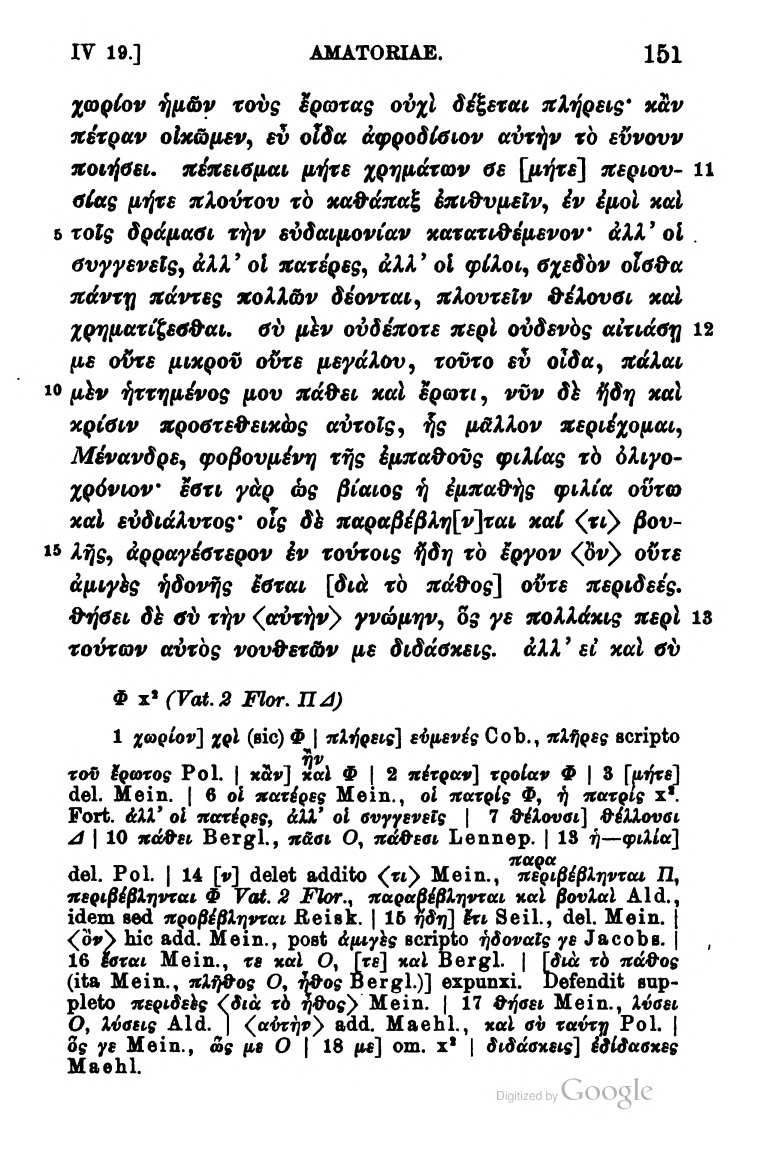 IV 19.] AMATORIAE. 151
χωρίον ἡμῶν τοὺς ἔρωτας οὐχὶ δέξεται πλήρεις· κἂν
πέτραν οἰκῶμεν, εὖ οἶδα ἀφροδίσιον αὐτὴν τὸ εὔνουν
ποιήσει. πέπεισμαι μήτε χρημάτων σε [μήτε] περιου- 11
σίας μήτε πλούτου τὸ καθάπαξ ἐπιθυμεῖν, ἐν ἐμοὶ καὶ
5 τοῖς δράμασι τὴν εὐδαιμονίαν κατατιθέμενον· ἀλλ’ οἱ
συγγενεῖς, ἀλλ’ οἱ πατέρες, ἀλλ’ οἱ φίλοι, σχεδὸν οἶσθα
πάντῃ πάντες πολλῶν δέονται, πλουτεῖν θέλουσι καὶ
χρηματίζεσθαι. σὺ μὲν οὐδέποτε περὶ οὐδενὸς αἰτιάσῃ 12
με οὔτε μικροῦ οὔτε μεγάλου, τοῦτο εὖ οἶδα, πάλαι
10 μὲν ἡττημένος μου πάθει καὶ ἔρωτι, νῦν δὲ ἤδη καὶ
κρίσιν προστεθεικὼς αὐτοῖς, ἧς μᾶλλον περιέχομαι,
Μένανδρε, φοβουμένη τῆς ἐμπαθοῦς φιλίας τὸ ὀλιγο-
χρόνιον· ἔστι γὰρ ὡς βίαιος ἡ ἐμπαθὴς φιλία οὕτω
καὶ εὐδιάλυτος· οἷς δὲ παραβέβλη[ν]ται καί ⟨τι⟩ βου-
15 λῆς, ἀρραγέστερον ἐν τούτοις ἤδη τὸ ἔργον ⟨ὂν⟩ οὔτε
ἀμιγὲς ἡδονῆς ἔσται [διὰ τὸ πάθος] οὔτε περιδεές.
θήσει δὲ σὺ τὴν ⟨αὐτὴν⟩ γνώμην, ὅς γε πολλάκις περὶ 13
τούτων αὐτὸς νουθετῶν με διδάσκεις. ἀλλ’ εἰ καὶ σὺ
Φ x² (Vat. 2 Flor. Π Δ)
1 χωρίον] χρὶ (sic) Φ | πλήρεις] εὐμενές Cob., πλῆρες scripto
ἢν
τοῦ ἔρωτος Pol. | κἂν] καὶ Φ | 2 πέτραν] τροίαν Φ | 3 [μήτε]
del. Mein. | 6 οἱ πατέρες Mein., οἱ πατρίς Φ, ἡ πατρίς x².
Fort. ἀλλ’ οἱ πατέρες, ἀλλ’ οἱ συγγενεῖς | 7 θέλουσι] θέλλουσι
Δ | 10 πάθει Bergl., πᾶσι O, πάθεσι Lennep. | 13 ἡ—φιλία]
παρα
del. Pol. | 14 [ν] delet addito ⟨τι⟩ Mein., περιβέβληνται Π,
περιβέβληνται Φ Vat. 2 Flor., παραβέβληνται καὶ βουλαὶ Ald.,
idem sed προβέβληνται Reisk. | 15 ἤδη] ἔτι Seil., del. Mein. |
⟨ὂν⟩ hic add. Mein., post ἀμιγὲς scripto ἡδοναῖς γε Jacobs. |
16 ἔσται Mein., τε καὶ O, [τε] καὶ Bergl. | [διὰ τὸ πάθος
(ita Mein., πλῆθος O, ἦθος Bergl.)] expunxi. Defendit sup-
pleto περιδεὲς ⟨διὰ τὸ ἦθος⟩ Mein. | 17 θήσει Mein., λύσει
O, λύσεις Ald. | ⟨αὐτὴν⟩ add. Maehl., καὶ σὺ ταύτῃ Pol. |
ὅς γε Mein., ὥς με O | 18 με] om. x² | διδάσκεις] ἐδίδασκες
Maehl.
Digitized by Google